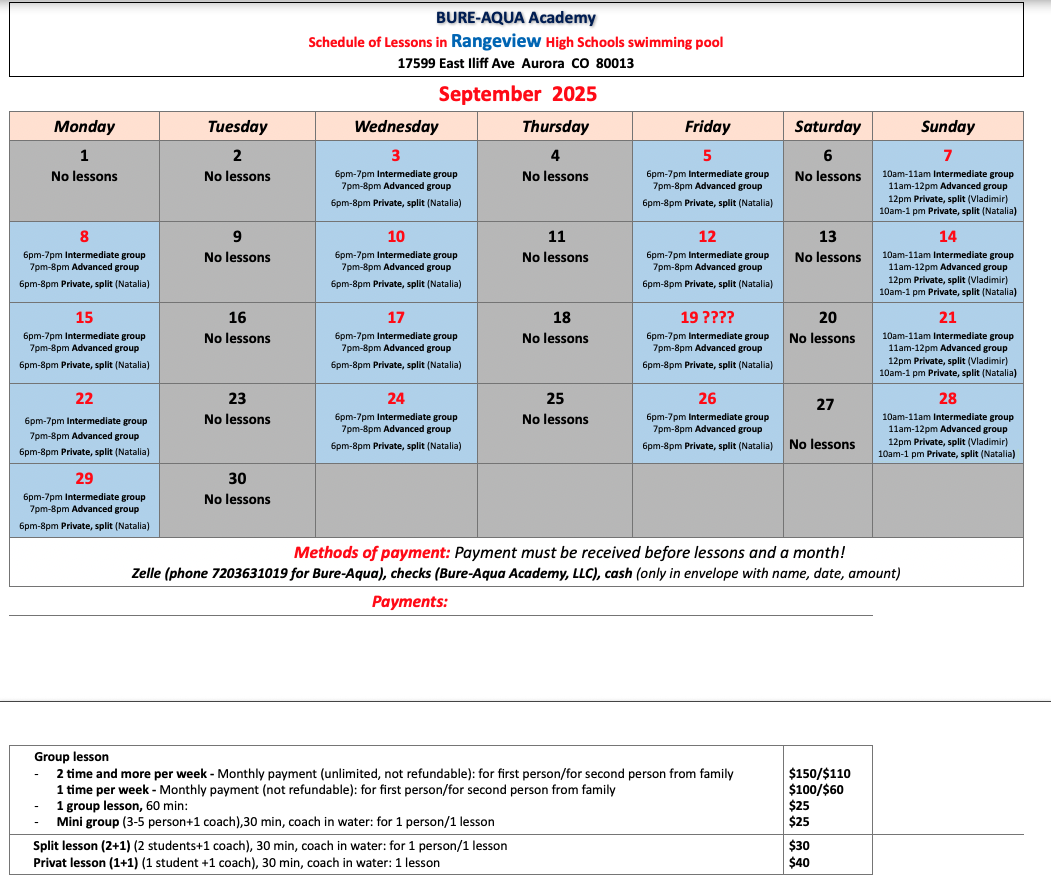 BURE-AQUA Academy
Schedule of Lessons in Rangeview High Schools swimming pool
17599 East Iliff Ave Aurora CO 80013
September 2025
Monday Tuesday Wednesday Thursday Friday Saturday Sunday
1
No lessons
2
No lessons
3
6pm-7pm Intermediate group
7pm-8pm Advanced group
6pm-8pm Private, split (Natalia)
4
No lessons
5
6pm-7pm Intermediate group
7pm-8pm Advanced group
6pm-8pm Private, split (Natalia)
6
No lessons
7
10am-11am Intermediate group
11am-12pm Advanced group
12pm Private, split (Vladimir)
10am-1 pm Private, split (Natalia)
8
6pm-7pm Intermediate group
7pm-8pm Advanced group
6pm-8pm Private, split (Natalia)
9
No lessons
10
6pm-7pm Intermediate group
7pm-8pm Advanced group
6pm-8pm Private, split (Natalia)
11
No lessons
12
6pm-7pm Intermediate group
7pm-8pm Advanced group
6pm-8pm Private, split (Natalia)
13
No lessons
14
10am-11am Intermediate group
11am-12pm Advanced group
12pm Private, split (Vladimir)
10am-1 pm Private, split (Natalia)
15
6pm-7pm Intermediate group
7pm-8pm Advanced group
6pm-8pm Private, split (Natalia)
16
No lessons
17
6pm-7pm Intermediate group
7pm-8pm Advanced group
6pm-8pm Private, split (Natalia)
18
No lessons
19 ????
6pm-7pm Intermediate group
7pm-8pm Advanced group
6pm-8pm Private, split (Natalia)
20
No lessons
21
10am-11am Intermediate group
11am-12pm Advanced group
12pm Private, split (Vladimir)
10am-1 pm Private, split (Natalia)
22
6pm-7pm Intermediate group
7pm-8pm Advanced group
6pm-8pm Private, split (Natalia)
23
No lessons
24
6pm-7pm Intermediate group
7pm-8pm Advanced group
6pm-8pm Private, split (Natalia)
25
No lessons
26
6pm-7pm Intermediate group
7pm-8pm Advanced group
6pm-8pm Private, split (Natalia)
27
No lessons
28
10am-11am Intermediate group
11am-12pm Advanced group
12pm Private, split (Vladimir)
10am-1 pm Private, split (Natalia)
29
6pm-7pm Intermediate group
7pm-8pm Advanced group
6pm-8pm Private, split (Natalia)
30
No lessons
Methods of payment: Payment must be received before lessons and a month!
Zelle (phone 7203631019 for Bure-Aqua), checks (Bure-Aqua Academy, LLC), cash (only in envelope with name, date, amount)
Payments:
Group lesson
- 2 time and more per week - Monthly payment (unlimited, not refundable): for first person/for second person from family $150/$110
1 time per week - Monthly payment (not refundable): for first person/for second person from family $100/$60
- 1 group lesson, 60 min: $25
- Mini group (3-5 person+1 coach),30 min, coach in water: for 1 person/1 lesson $25
Split lesson (2+1) (2 students+1 coach), 30 min, coach in water: for 1 person/1 lesson $30
Privat lesson (1+1) (1 student +1 coach), 30 min, coach in water: 1 lesson $40